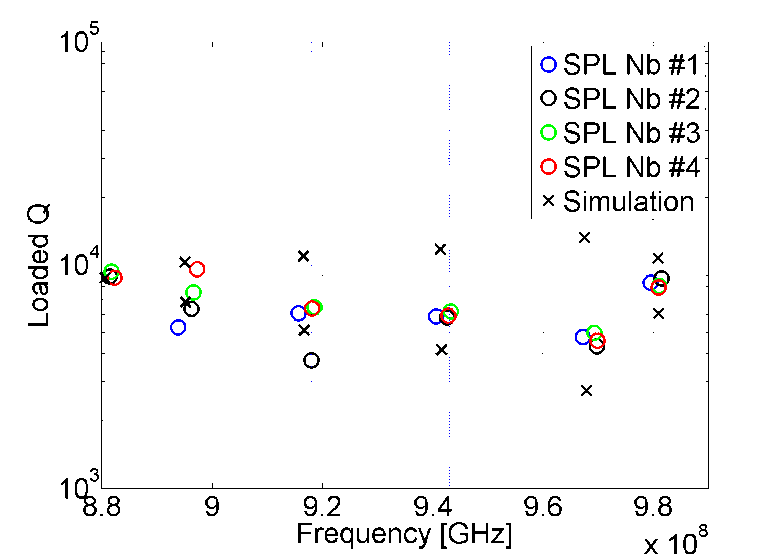 10^5
SPL Nb #1
SPL Nb #2
SPL Nb #3
SPL Nb #4
Simulation
Loaded Q
10^4
10^3
8.8 9 9.2 9.4 9.6 9.8
Frequency [GHz]
x 10^8